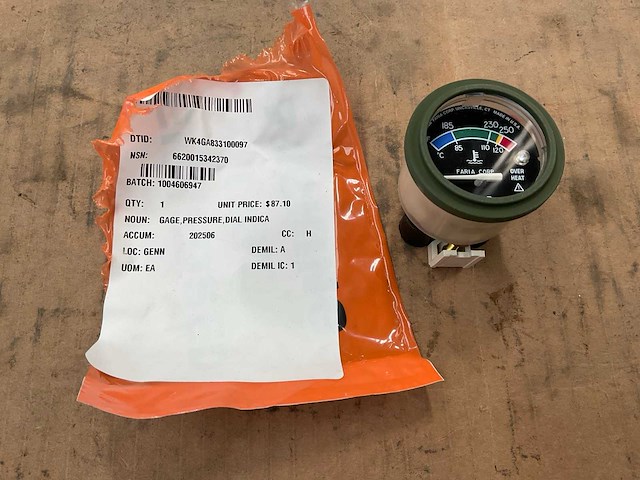 DTID: WK4GA833100097
NSN: 6620015342370
BATCH: 1004606947
QTY: 1 UNIT PRICE: $87.10
NOUN: GAGE,PRESSURE,DIAL INDICA
ACCUM: 202506 CC: H
LOC: GENN DEMIL: A
UOM: EA DEMIL IC: 1
MADE IN U.S.A.
185 230 250
°C 85 110 120
FARIA CORP
OVER
HEAT